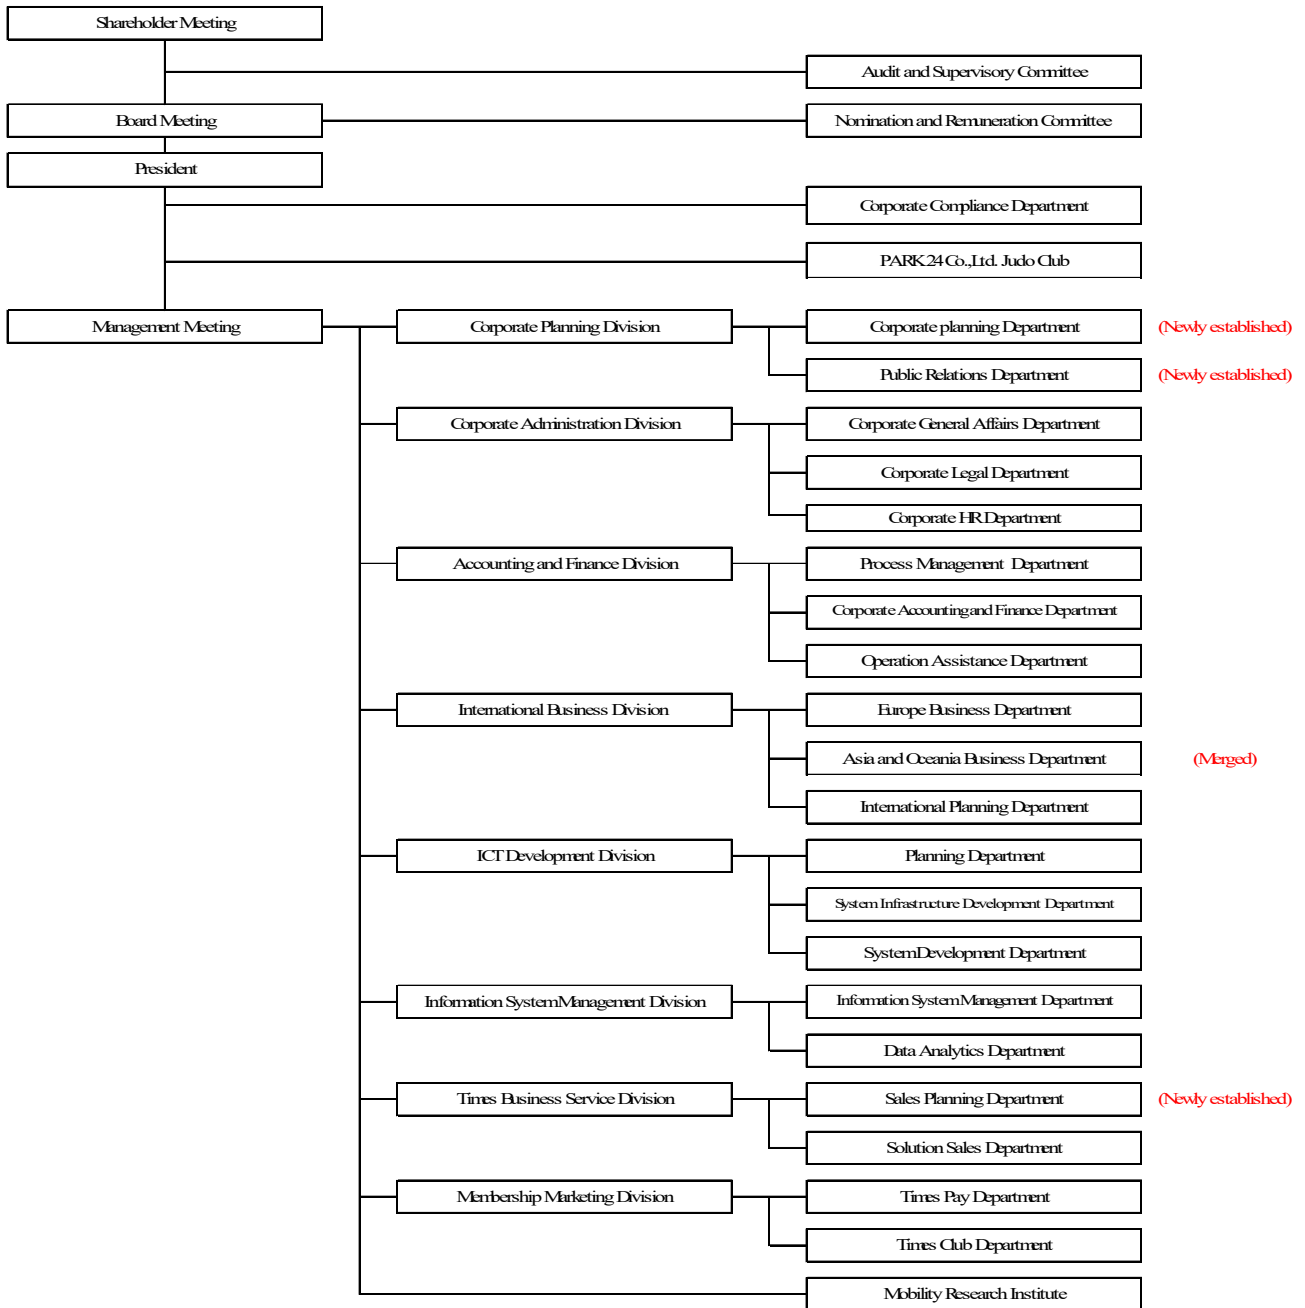 Shareholder Meeting
Audit and Supervisory Committee
Board Meeting
Nomination and Remuneration Committee
President
Corporate Compliance Department
PARK24 Co.,Ltd. Judo Club
Management Meeting
Corporate Planning Division
Corporate planning Department
(Newly established)
Public Relations Department
(Newly established)
Corporate Administration Division
Corporate General Affairs Department
Corporate Legal Department
Corporate HR Department
Accounting and Finance Division
Process Management Department
Corporate Accounting and Finance Department
Operation Assistance Department
International Business Division
Europe Business Department
Asia and Oceania Business Department
(Merged)
International Planning Department
ICT Development Division
Planning Department
System Infrastructure Development Department
System Development Department
Information System Management Division
Information System Management Department
Data Analytics Department
Times Business Service Division
Sales Planning Department
(Newly established)
Solution Sales Department
Membership Marketing Division
Times Pay Department
Times Club Department
Mobility Research Institute